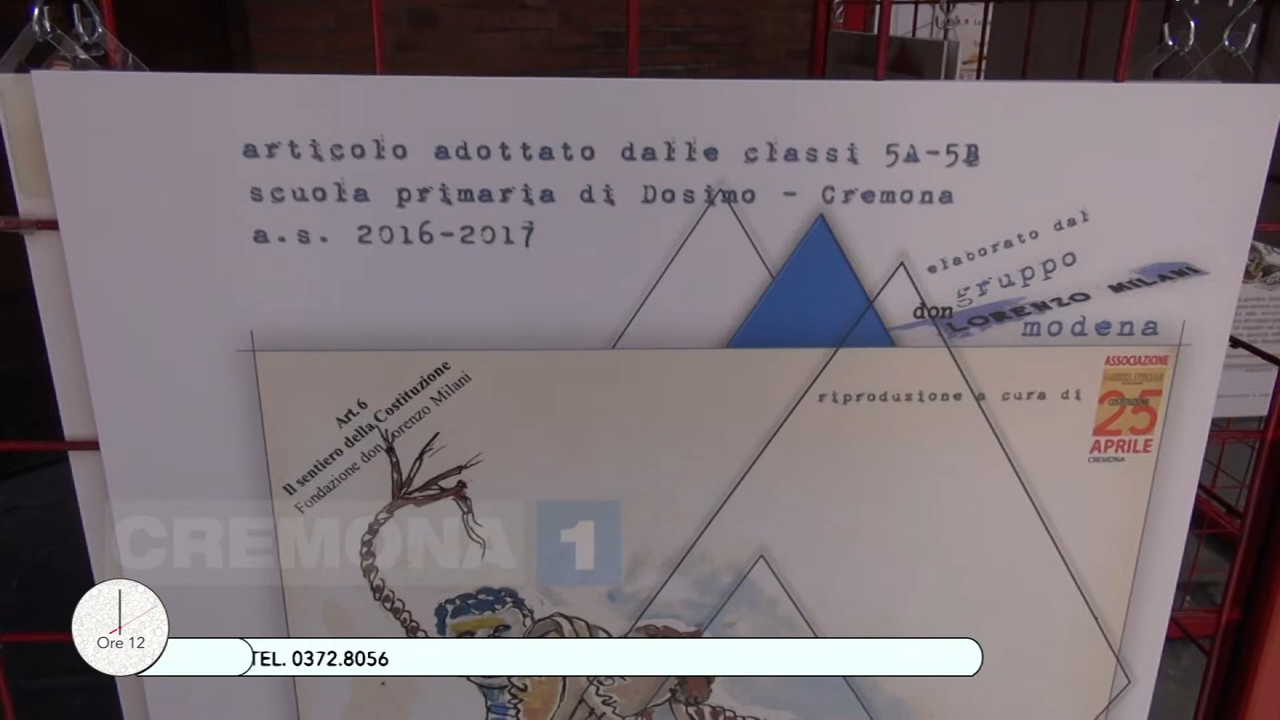 articolo adottato dalle classi 5A-5B
scuola primaria di Dosimo - Cremona
a.s. 2016-2017
elaborato dal
gruppo
don LORENZO MILANI
modena
Art. 6
Il sentiero della Costituzione
Fondazione don Lorenzo Milani
riproduzione a cura di
ASSOCIAZIONE
COSTITUZIONE
25
APRILE
CREMONA
CREMONA 1
Ore 12
TEL. 0372.8056